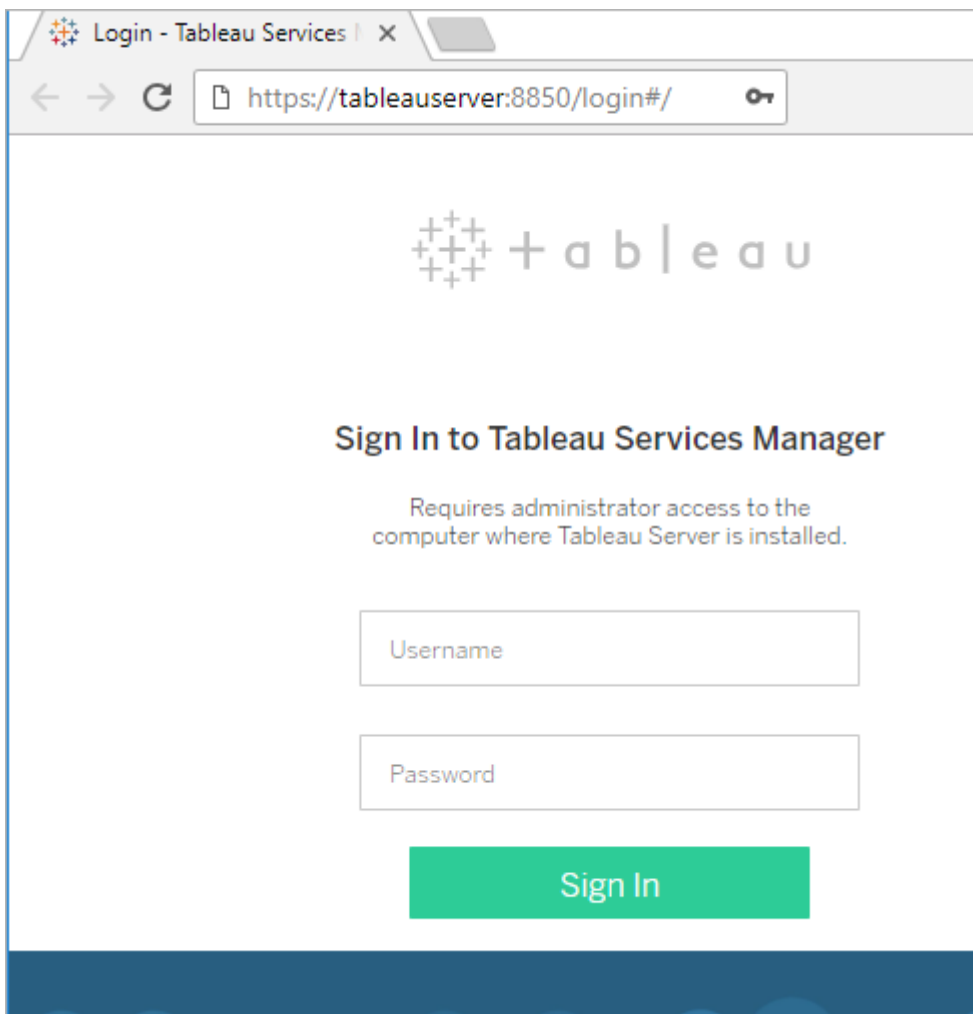 Login - Tableau Services
https://tableauserver:8850/login#/
+ableau
Sign In to Tableau Services Manager
Requires administrator access to the
computer where Tableau Server is installed.
Username
Password
Sign In